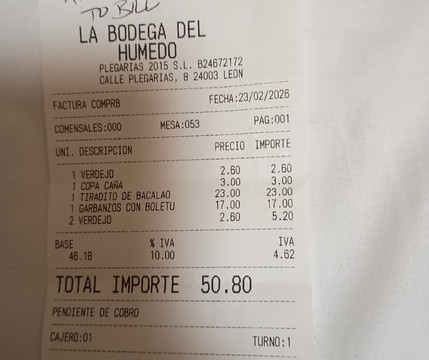 TO BILL
LA BODEGA DEL
HUMEDO
PLEGARIAS 2015 S.L. B24672172
CALLE PLEGARIAS, 8 24003 LEON
FACTURA COMPRB FECHA:23/02/2026
COMENSALES:000 MESA:053 PAG:001
UNI. DESCRIPCION PRECIO IMPORTE
1 VERDEJO 2.60 2.60
1 COPA CAÑA 3.00 3.00
1 TIRADITO DE BACALAO 23.00 23.00
1 GARBANZOS CON BOLETU 17.00 17.00
2 VERDEJO 2.60 5.20
BASE % IVA IVA
46.18 10.00 4.62
TOTAL IMPORTE 50.80
PENDIENTE DE COBRO
CAJERO:01 TURNO:1